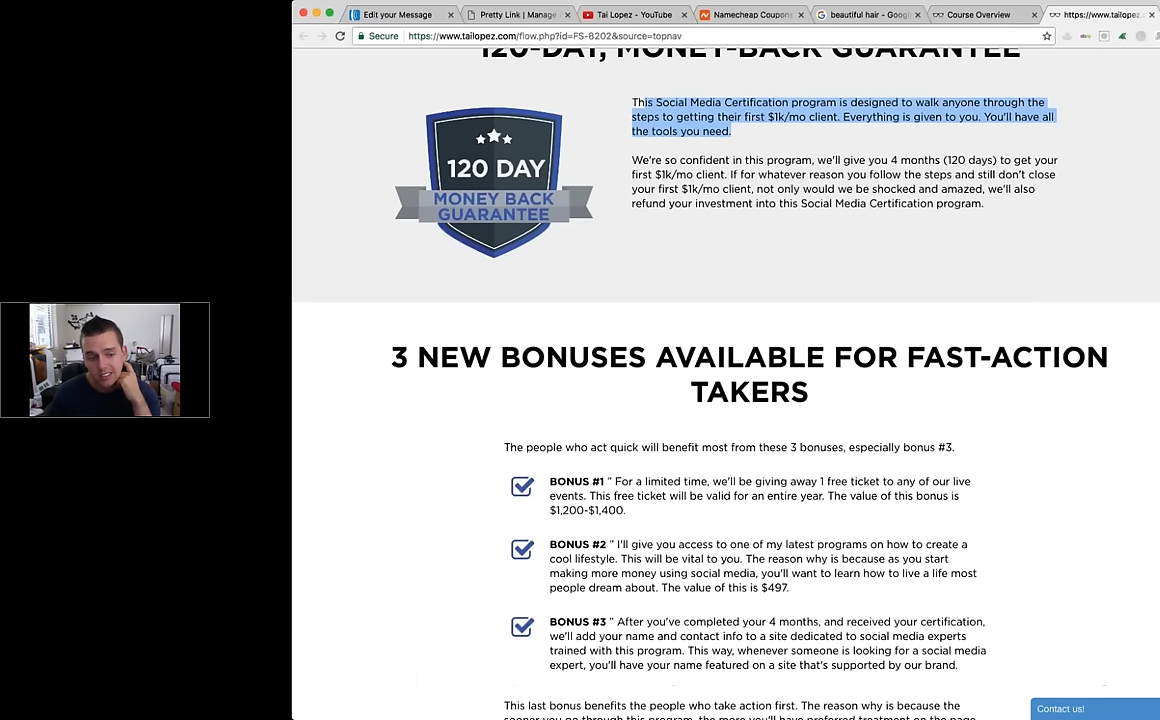 Edit your Message
Pretty Link | Manage
Tai Lopez - YouTube
Namecheap Coupons
beautiful hair - Goog
Course Overview
https://www.tailopez.
Secure
https://www.tailopez.com/flow.php?id=FS-8202&source=topnav
120-DAY, MONEY-BACK GUARANTEE
120 DAY
MONEY BACK
GUARANTEE
This Social Media Certification program is designed to walk anyone through the
steps to getting their first $1k/mo client. Everything is given to you. You'll have all
the tools you need.
We're so confident in this program, we'll give you 4 months (120 days) to get your
first $1k/mo client. If for whatever reason you follow the steps and still don't close
your first $1k/mo client, not only would we be shocked and amazed, we'll also
refund your investment into this Social Media Certification program.
3 NEW BONUSES AVAILABLE FOR FAST-ACTION
TAKERS
The people who act quick will benefit most from these 3 bonuses, especially bonus #3.
BONUS #1 " For a limited time, we'll be giving away 1 free ticket to any of our live
events. This free ticket will be valid for an entire year. The value of this bonus is
$1,200-$1,400.
BONUS #2 " I'll give you access to one of my latest programs on how to create a
cool lifestyle. This will be vital to you. The reason why is because as you start
making more money using social media, you'll want to learn how to live a life most
people dream about. The value of this is $497.
BONUS #3 " After you've completed your 4 months, and received your certification,
we'll add your name and contact info to a site dedicated to social media experts
trained with this program. This way, whenever someone is looking for a social media
expert, you'll have your name featured on a site that's supported by our brand.
This last bonus benefits the people who take action first. The reason why is because the
sooner you go through this program, the more you'll have preferred treatment on the page
Contact us!